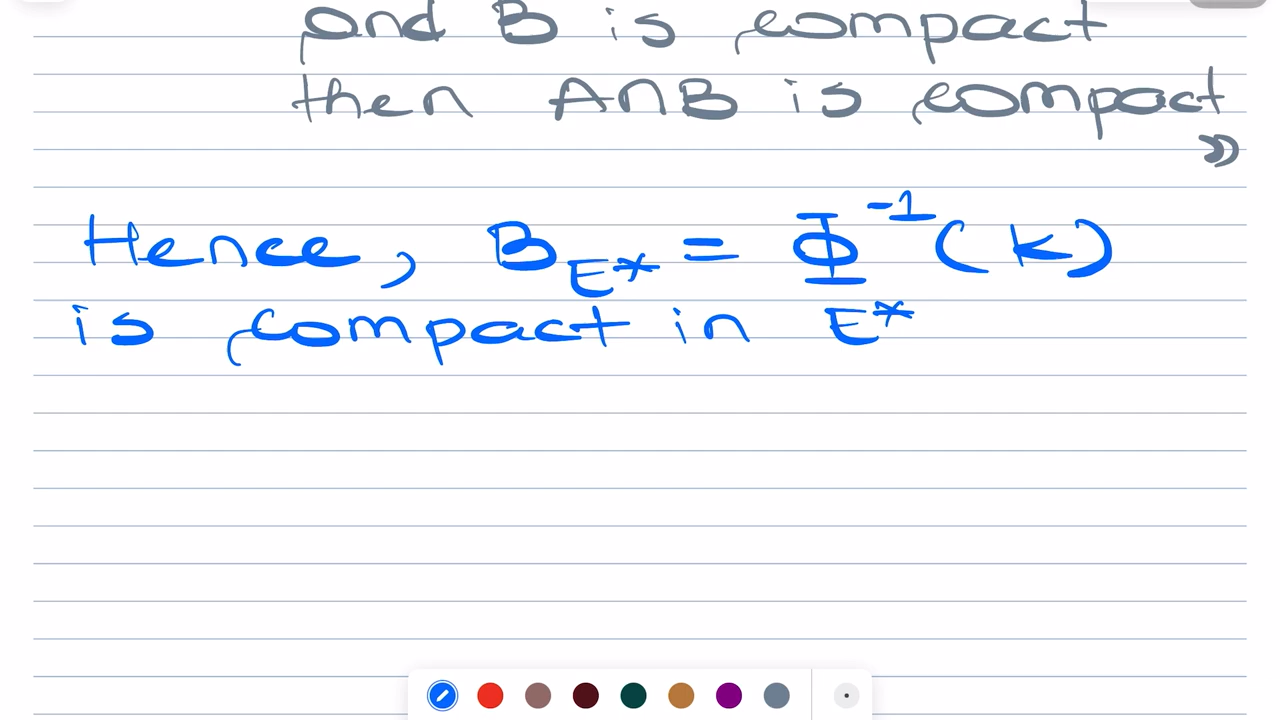 and B is compact
then A∩B is compact
»
Hence, B_{E*} = Φ^{-1}(K)
is compact in E*